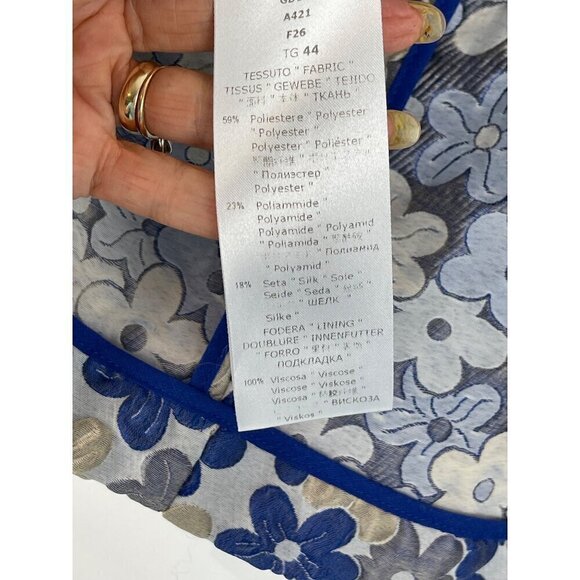 A421
F26
TG 44
TESSUTO " FABRIC "
TISSUS " GEWEBE " TEJIDO
" ТКАНЬ "
59% Poliestere " Polyester
" Polyester "
Polyester " Poliéster "
" Полиэстер "
Polyester "
23% Poliammide "
Polyamide "
Polyamide " Polyamid
" Poliamida "
" Полиамид
" Polyamid "
18% Seta " Silk " Soie "
Seide " Seda "
" ШЕЛК "
Silke "
FODERA " LINING "
DOUBLURE " INNENFUTTER
" FORRO "
ПОДКЛАДКА "
100% Viscosa " Viscose "
Viscose " Viskose "
Viscosa "
" ВИСКОЗА
" Viskos "